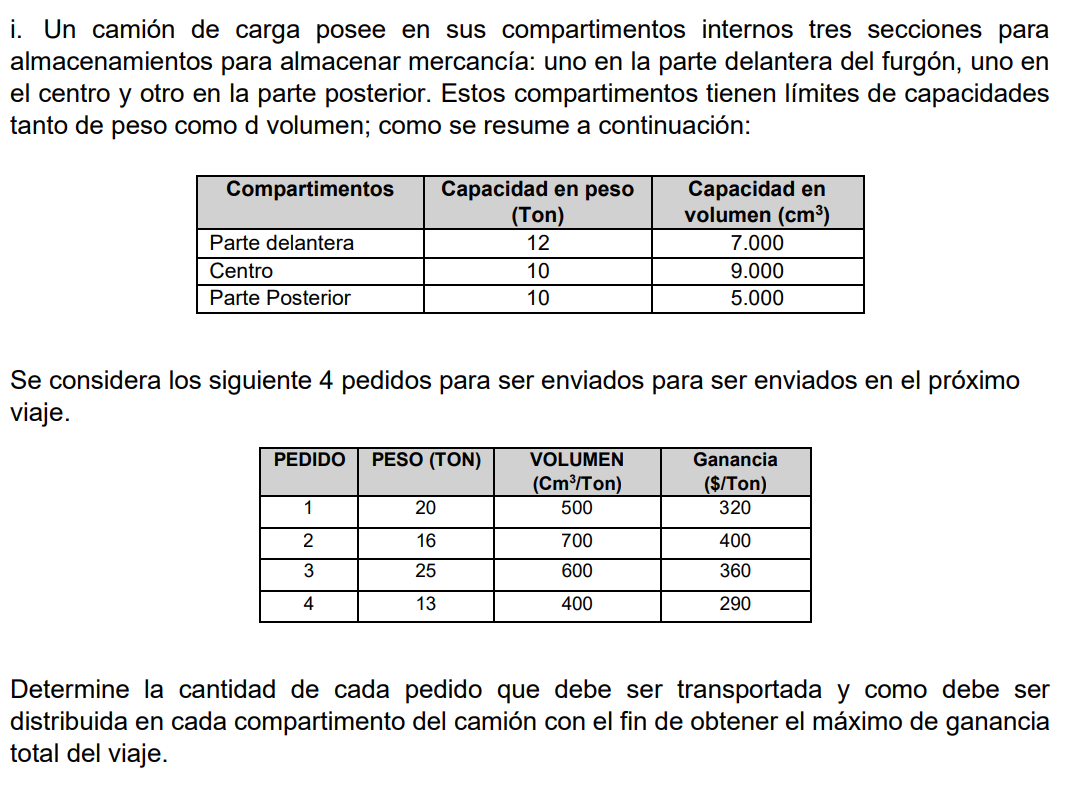 i. Un camión de carga posee en sus compartimentos internos tres secciones para
almacenamientos para almacenar mercancía: uno en la parte delantera del furgón, uno en
el centro y otro en la parte posterior. Estos compartimentos tienen límites de capacidades
tanto de peso como d volumen; como se resume a continuación:
Compartimentos Capacidad en peso (Ton) Capacidad en volumen (cm³)
Parte delantera 12 7.000
Centro 10 9.000
Parte Posterior 10 5.000
Se considera los siguiente 4 pedidos para ser enviados para ser enviados en el próximo
viaje.
PEDIDO PESO (TON) VOLUMEN (Cm³/Ton) Ganancia ($/Ton)
1 20 500 320
2 16 700 400
3 25 600 360
4 13 400 290
Determine la cantidad de cada pedido que debe ser transportada y como debe ser
distribuida en cada compartimento del camión con el fin de obtener el máximo de ganancia
total del viaje.